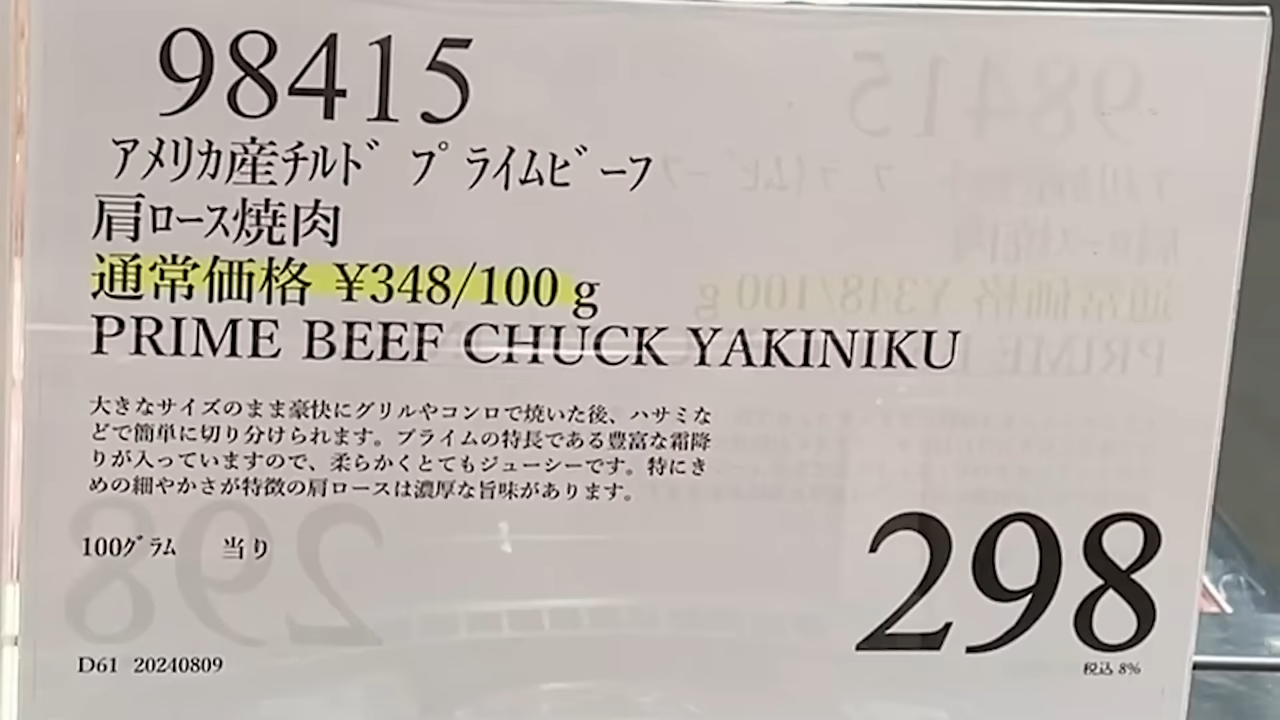 98415
アメリカ産チルド プライムビーフ
肩ロース焼肉
通常価格 ¥348/100 g
PRIME BEEF CHUCK YAKINIKU
大きなサイズのまま豪快にグリルやコンロで焼いた後、ハサミな
どで簡単に切り分けられます。プライムの特長である豊富な霜降
りが入っていますので、柔らかくとてもジューシーです。特にき
めの細やかさが特徴の肩ロースは濃厚な旨味があります。
100グラム 当り
298
税込 8%
D61 20240809